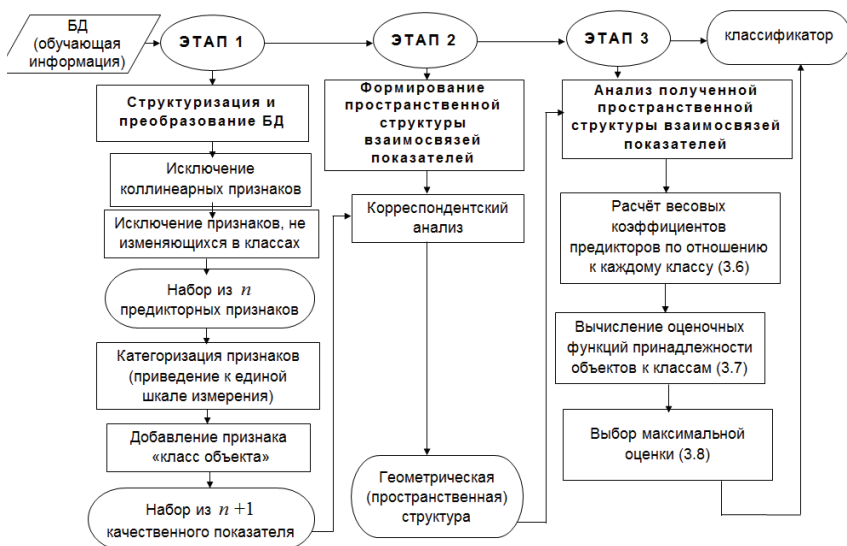 БД
(обучающая
информация)
ЭТАП 1
ЭТАП 2
ЭТАП 3
классификатор
Структуризация и
преобразование БД
Исключение
коллинеарных признаков
Исключение признаков, не
изменяющихся в классах
Набор из n
предикторных признаков
Категоризация признаков
(приведение к единой
шкале измерения)
Добавление признака
«класс объекта»
Набор из n+1
качественного показателя
Формирование
пространственной
структуры
взаимосвязей
показателей
Корреспондентский
анализ
Геометрическая
(пространственная)
структура
Анализ полученной
пространственной
структуры взаимосвязей
показателей
Расчёт весовых
коэффициентов
предикторов по отношению
к каждому классу (3.6)
Вычисление оценочных
функций принадлежности
объектов к классам (3.7)
Выбор максимальной
оценки (3.8)